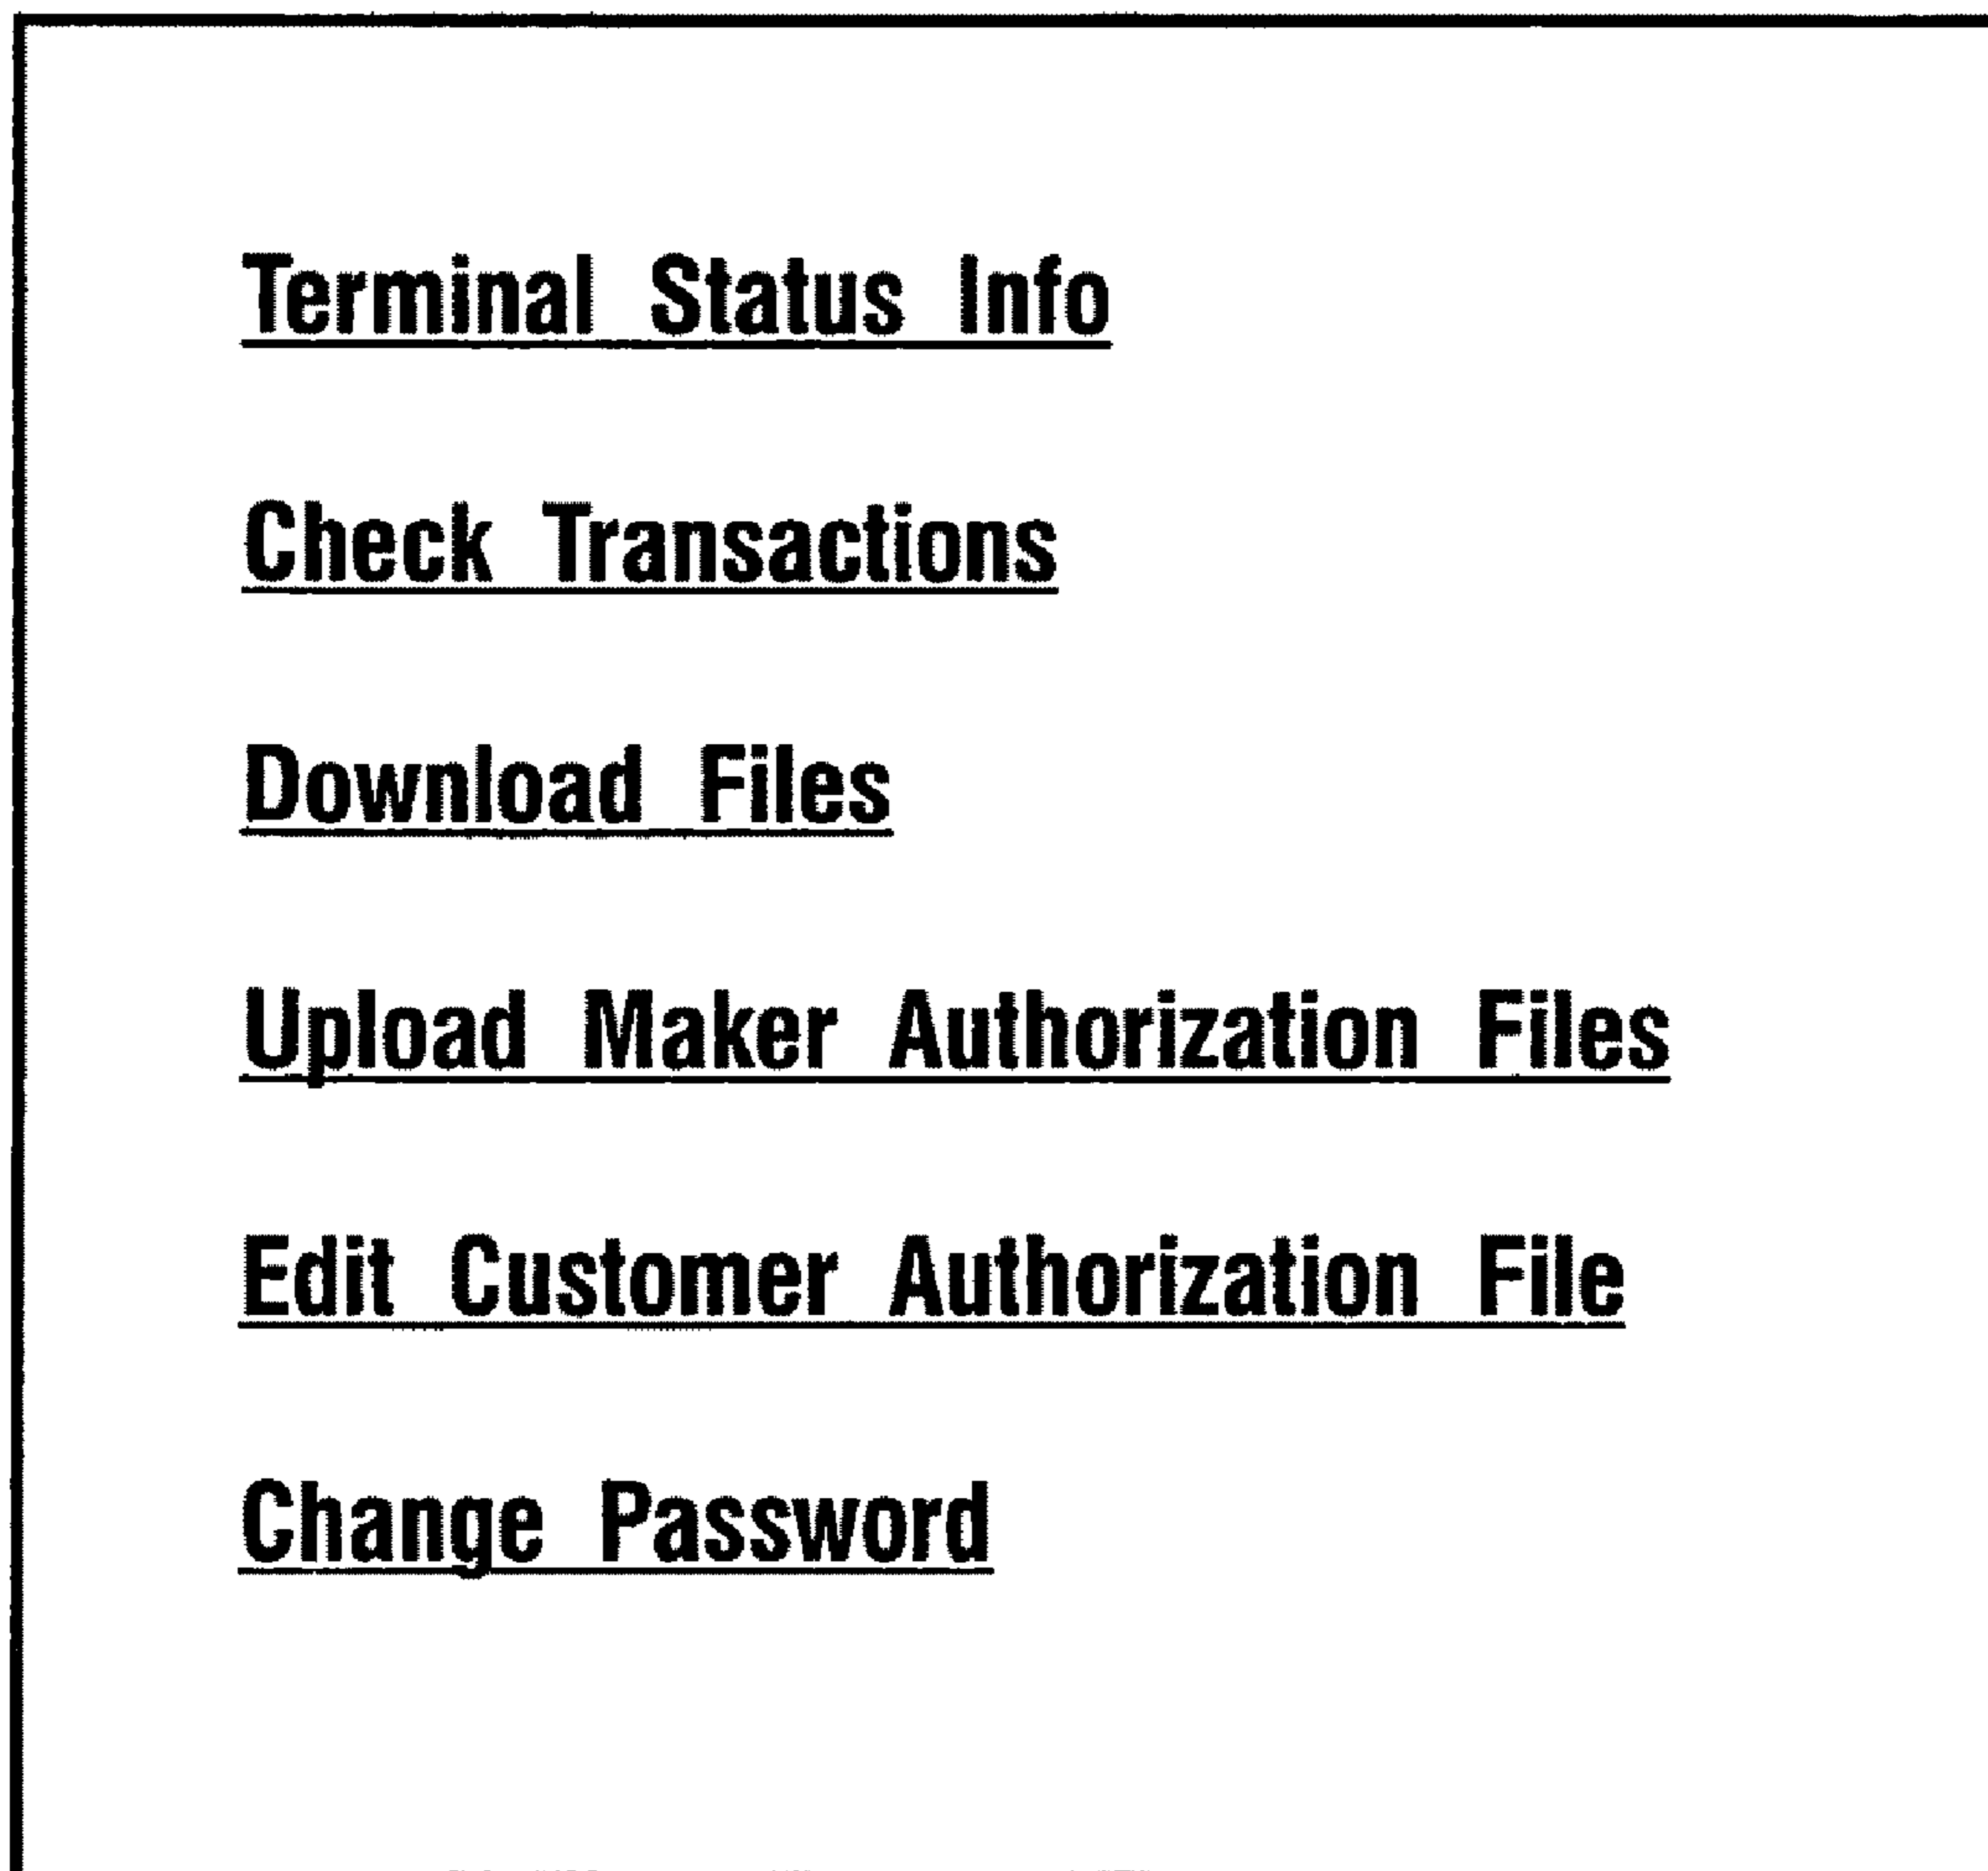 Terminal Status Info
Check Transactions
Download Files
Upload Maker Authorization Files
Edit Customer Authorization File
Change Password